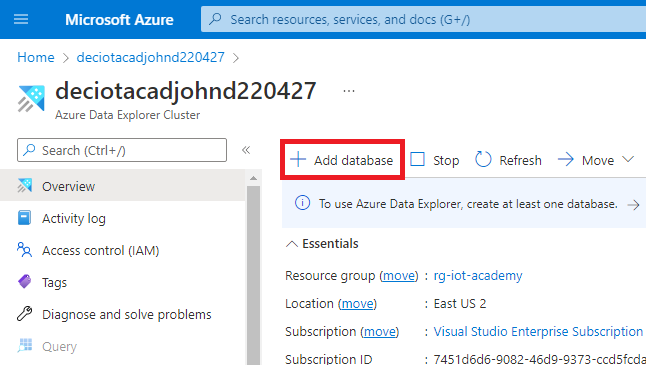 Microsoft Azure
Search resources, services, and docs (G+/)
Home > deciotacadjohnd220427 >
deciotacadjohnd220427 ...
Azure Data Explorer Cluster
Search (Ctrl+/) «
+ Add database Stop Refresh Move
Overview
To use Azure Data Explorer, create at least one database. →
Activity log
Essentials
Access control (IAM)
Resource group (move) : rg-iot-academy
Tags
Location (move) : East US 2
Diagnose and solve problems
Subscription (move) : Visual Studio Enterprise Subscription
Query
Subscription ID : 7451d6d6-9082-46d9-9373-ccd5fcda